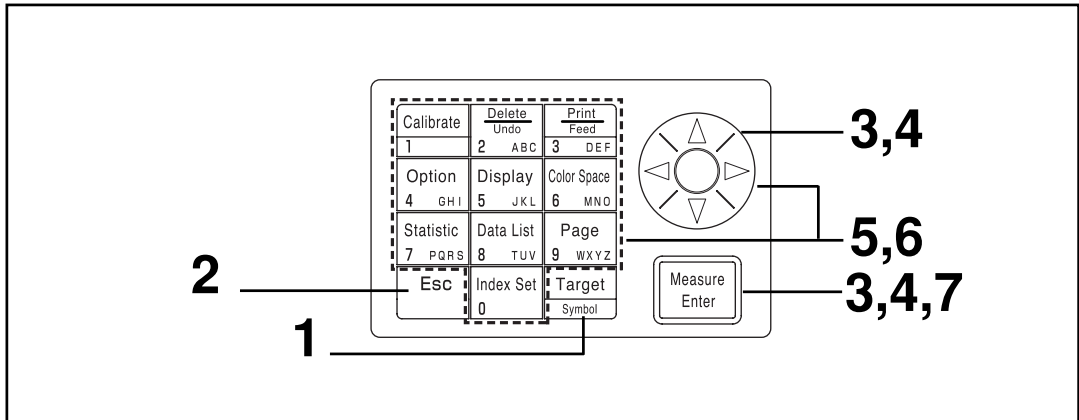 Calibrate
1
Delete
Undo
2 ABC
Print
Feed
3 DEF
Option
4 GHI
Display
5 JKL
Color Space
6 MNO
Statistic
7 PQRS
Data List
8 TUV
Page
9 WXYZ
Esc
Index Set
0
Target
Symbol
Measure
Enter
3,4
5,6
3,4,7
2
1